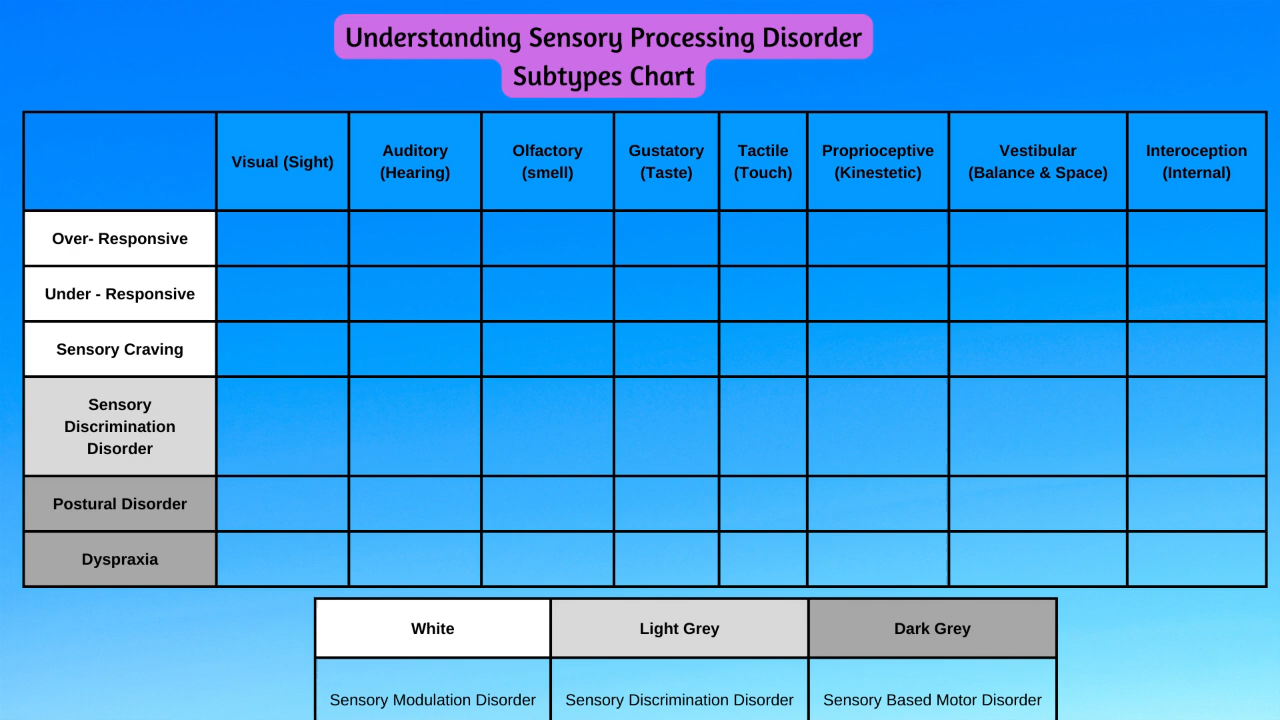 Understanding Sensory Processing Disorder
Subtypes Chart
Visual (Sight)
Auditory
(Hearing)
Olfactory
(smell)
Gustatory
(Taste)
Tactile
(Touch)
Proprioceptive
(Kinestetic)
Vestibular
(Balance & Space)
Interoception
(Internal)
Over- Responsive
Under - Responsive
Sensory Craving
Sensory
Discrimination
Disorder
Postural Disorder
Dyspraxia
White
Light Grey
Dark Grey
Sensory Modulation Disorder
Sensory Discrimination Disorder
Sensory Based Motor Disorder